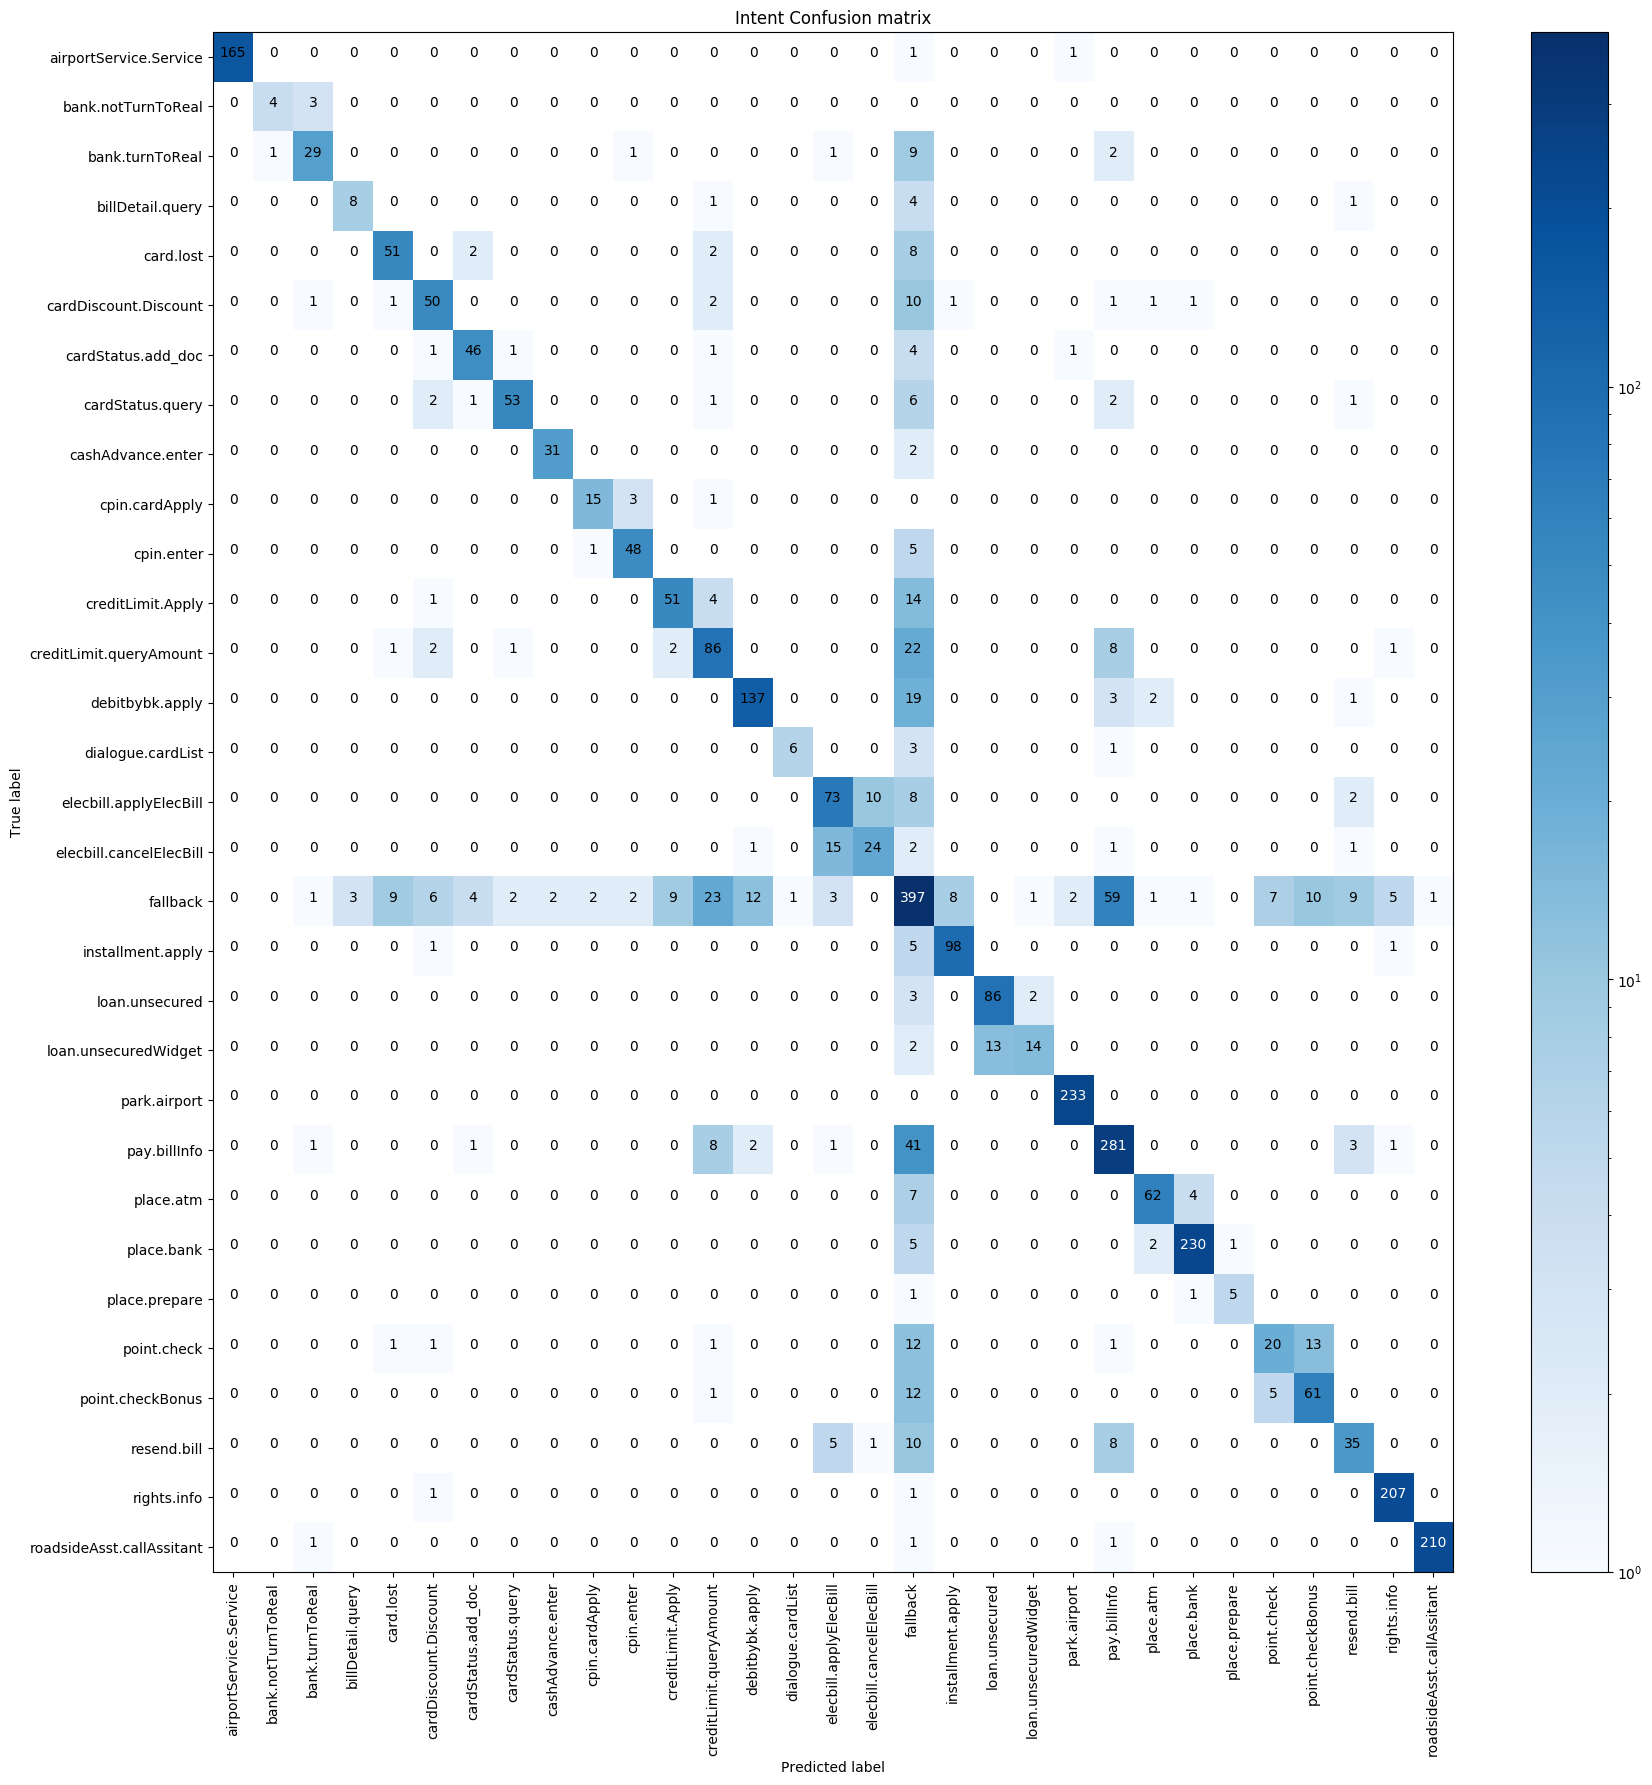 Intent Confusion matrix
airportService.Service 165 0 0 0 0 0 0 0 0 0 0 0 0 0 0 0 0 1 0 0 0 1 0 0 0 0 0 0 0 0 0
bank.notTurnToReal 0 4 3 0 0 0 0 0 0 0 0 0 0 0 0 0 0 0 0 0 0 0 0 0 0 0 0 0 0 0 0
bank.turnToReal 0 1 29 0 0 0 0 0 0 0 1 0 0 0 0 1 0 9 0 0 0 0 2 0 0 0 0 0 0 0 0
billDetail.query 0 0 0 8 0 0 0 0 0 0 0 0 1 0 0 0 0 4 0 0 0 0 0 0 0 0 0 0 1 0 0
card.lost 0 0 0 0 51 0 2 0 0 0 0 0 2 0 0 0 0 8 0 0 0 0 0 0 0 0 0 0 0 0 0
cardDiscount.Discount 0 0 1 0 1 50 0 0 0 0 0 0 2 0 0 0 0 10 1 0 0 0 1 1 1 0 0 0 0 0 0
cardStatus.add_doc 0 0 0 0 0 1 46 1 0 0 0 0 1 0 0 0 0 4 0 0 0 1 0 0 0 0 0 0 0 0 0
cardStatus.query 0 0 0 0 0 2 1 53 0 0 0 0 1 0 0 0 0 6 0 0 0 0 2 0 0 0 0 0 1 0 0
cashAdvance.enter 0 0 0 0 0 0 0 0 31 0 0 0 0 0 0 0 0 2 0 0 0 0 0 0 0 0 0 0 0 0 0
cpin.cardApply 0 0 0 0 0 0 0 0 0 15 3 0 1 0 0 0 0 0 0 0 0 0 0 0 0 0 0 0 0 0 0
cpin.enter 0 0 0 0 0 0 0 0 0 1 48 0 0 0 0 0 0 5 0 0 0 0 0 0 0 0 0 0 0 0 0
creditLimit.Apply 0 0 0 0 0 1 0 0 0 0 0 51 4 0 0 0 0 14 0 0 0 0 0 0 0 0 0 0 0 0 0
creditLimit.queryAmount 0 0 0 0 1 2 0 1 0 0 0 2 86 0 0 0 0 22 0 0 0 0 8 0 0 0 0 0 0 1 0
debitbybk.apply 0 0 0 0 0 0 0 0 0 0 0 0 0 137 0 0 0 19 0 0 0 0 3 2 0 0 0 0 1 0 0
dialogue.cardList 0 0 0 0 0 0 0 0 0 0 0 0 0 0 6 0 0 3 0 0 0 0 1 0 0 0 0 0 0 0 0
elecbill.applyElecBill 0 0 0 0 0 0 0 0 0 0 0 0 0 0 0 73 10 8 0 0 0 0 0 0 0 0 0 0 2 0 0
elecbill.cancelElecBill 0 0 0 0 0 0 0 0 0 0 0 0 0 1 0 15 24 2 0 0 0 0 1 0 0 0 0 0 1 0 0
fallback 0 0 1 3 9 6 4 2 2 2 2 9 23 12 1 3 0 397 8 0 1 2 59 1 1 0 7 10 9 5 1
installment.apply 0 0 0 0 0 1 0 0 0 0 0 0 0 0 0 0 0 5 98 0 0 0 0 0 0 0 0 0 0 1 0
loan.unsecured 0 0 0 0 0 0 0 0 0 0 0 0 0 0 0 0 0 3 0 86 2 0 0 0 0 0 0 0 0 0 0
loan.unsecuredWidget 0 0 0 0 0 0 0 0 0 0 0 0 0 0 0 0 0 2 0 13 14 0 0 0 0 0 0 0 0 0 0
park.airport 0 0 0 0 0 0 0 0 0 0 0 0 0 0 0 0 0 0 0 0 0 233 0 0 0 0 0 0 0 0 0
pay.billInfo 0 0 1 0 0 0 1 0 0 0 0 0 8 2 0 1 0 41 0 0 0 0 281 0 0 0 0 0 3 1 0
place.atm 0 0 0 0 0 0 0 0 0 0 0 0 0 0 0 0 0 7 0 0 0 0 0 62 4 0 0 0 0 0 0
place.bank 0 0 0 0 0 0 0 0 0 0 0 0 0 0 0 0 0 5 0 0 0 0 0 2 230 1 0 0 0 0 0
place.prepare 0 0 0 0 0 0 0 0 0 0 0 0 0 0 0 0 0 1 0 0 0 0 0 0 1 5 0 0 0 0 0
point.check 0 0 0 0 1 1 0 0 0 0 0 0 1 0 0 0 0 12 0 0 0 0 1 0 0 0 20 13 0 0 0
point.checkBonus 0 0 0 0 0 0 0 0 0 0 0 0 1 0 0 0 0 12 0 0 0 0 0 0 0 0 5 61 0 0 0
resend.bill 0 0 0 0 0 0 0 0 0 0 0 0 0 0 0 5 1 10 0 0 0 0 8 0 0 0 0 0 35 0 0
rights.info 0 0 0 0 0 1 0 0 0 0 0 0 0 0 0 0 0 1 0 0 0 0 0 0 0 0 0 0 0 207 0
roadsideAsst.callAssitant 0 0 1 0 0 0 0 0 0 0 0 0 0 0 0 0 0 1 0 0 0 0 1 0 0 0 0 0 0 0 210
True label
airportService.Service
bank.notTurnToReal
bank.turnToReal
billDetail.query
card.lost
cardDiscount.Discount
cardStatus.add_doc
cardStatus.query
cashAdvance.enter
cpin.cardApply
cpin.enter
creditLimit.Apply
creditLimit.queryAmount
debitbybk.apply
dialogue.cardList
elecbill.applyElecBill
elecbill.cancelElecBill
fallback
installment.apply
loan.unsecured
loan.unsecuredWidget
park.airport
pay.billInfo
place.atm
place.bank
place.prepare
point.check
point.checkBonus
resend.bill
rights.info
roadsideAsst.callAssitant
Predicted label
10²
10¹
10⁰